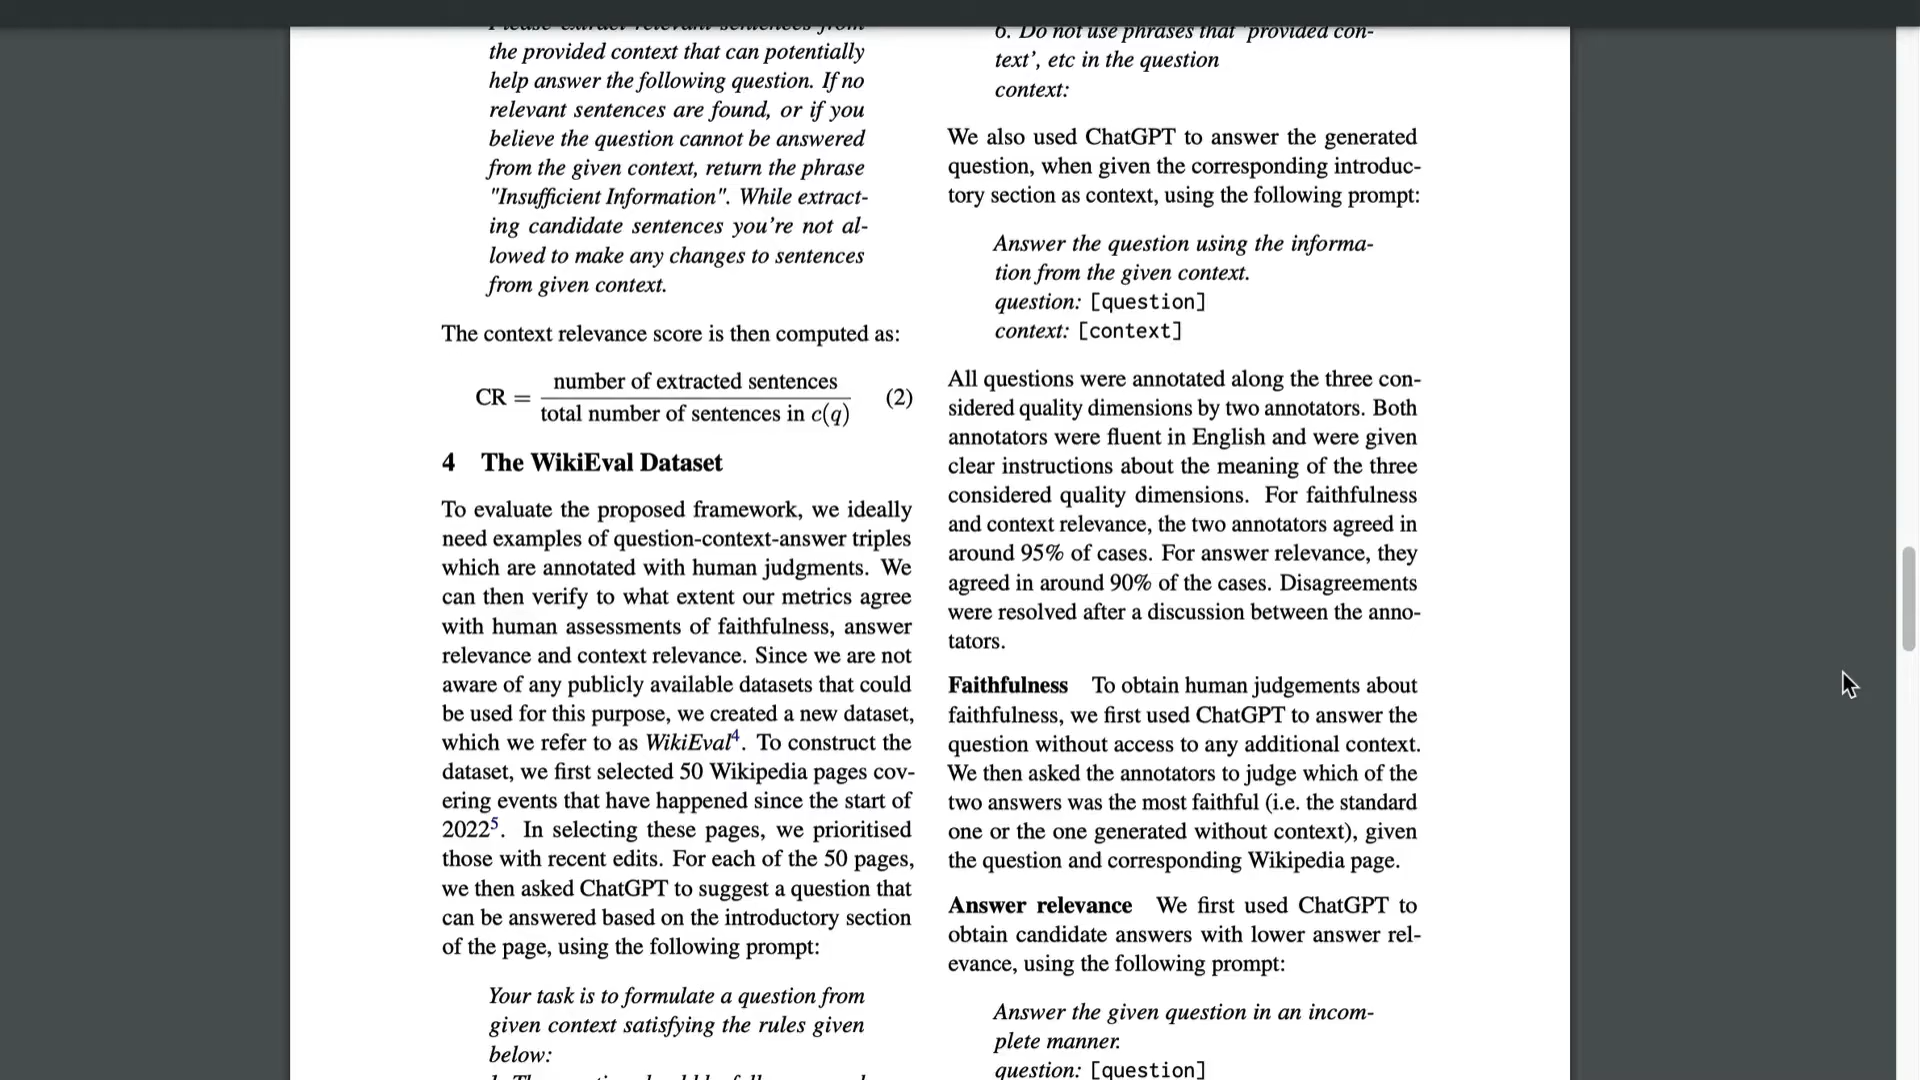 Please extract relevant sentences from
the provided context that can potentially
help answer the following question. If no
relevant sentences are found, or if you
believe the question cannot be answered
from the given context, return the phrase
"Insufficient Information". While extract-
ing candidate sentences you're not al-
lowed to make any changes to sentences
from given context.
The context relevance score is then computed as:
CR = number of extracted sentences / total number of sentences in c(q) (2)
4 The WikiEval Dataset
To evaluate the proposed framework, we ideally
need examples of question-context-answer triples
which are annotated with human judgments. We
can then verify to what extent our metrics agree
with human assessments of faithfulness, answer
relevance and context relevance. Since we are not
aware of any publicly available datasets that could
be used for this purpose, we created a new dataset,
which we refer to as WikiEval⁴. To construct the
dataset, we first selected 50 Wikipedia pages cov-
ering events that have happened since the start of
2022⁵. In selecting these pages, we prioritised
those with recent edits. For each of the 50 pages,
we then asked ChatGPT to suggest a question that
can be answered based on the introductory section
of the page, using the following prompt:
Your task is to formulate a question from
given context satisfying the rules given
below:
6. Do not use phrases that 'provided con-
text', etc in the question
context:
We also used ChatGPT to answer the generated
question, when given the corresponding introduc-
tory section as context, using the following prompt:
Answer the question using the informa-
tion from the given context.
question: [question]
context: [context]
All questions were annotated along the three con-
sidered quality dimensions by two annotators. Both
annotators were fluent in English and were given
clear instructions about the meaning of the three
considered quality dimensions. For faithfulness
and context relevance, the two annotators agreed in
around 95% of cases. For answer relevance, they
agreed in around 90% of the cases. Disagreements
were resolved after a discussion between the anno-
tators.
Faithfulness To obtain human judgements about
faithfulness, we first used ChatGPT to answer the
question without access to any additional context.
We then asked the annotators to judge which of the
two answers was the most faithful (i.e. the standard
one or the one generated without context), given
the question and corresponding Wikipedia page.
Answer relevance We first used ChatGPT to
obtain candidate answers with lower answer rel-
evance, using the following prompt:
Answer the given question in an incom-
plete manner.
question: [question]